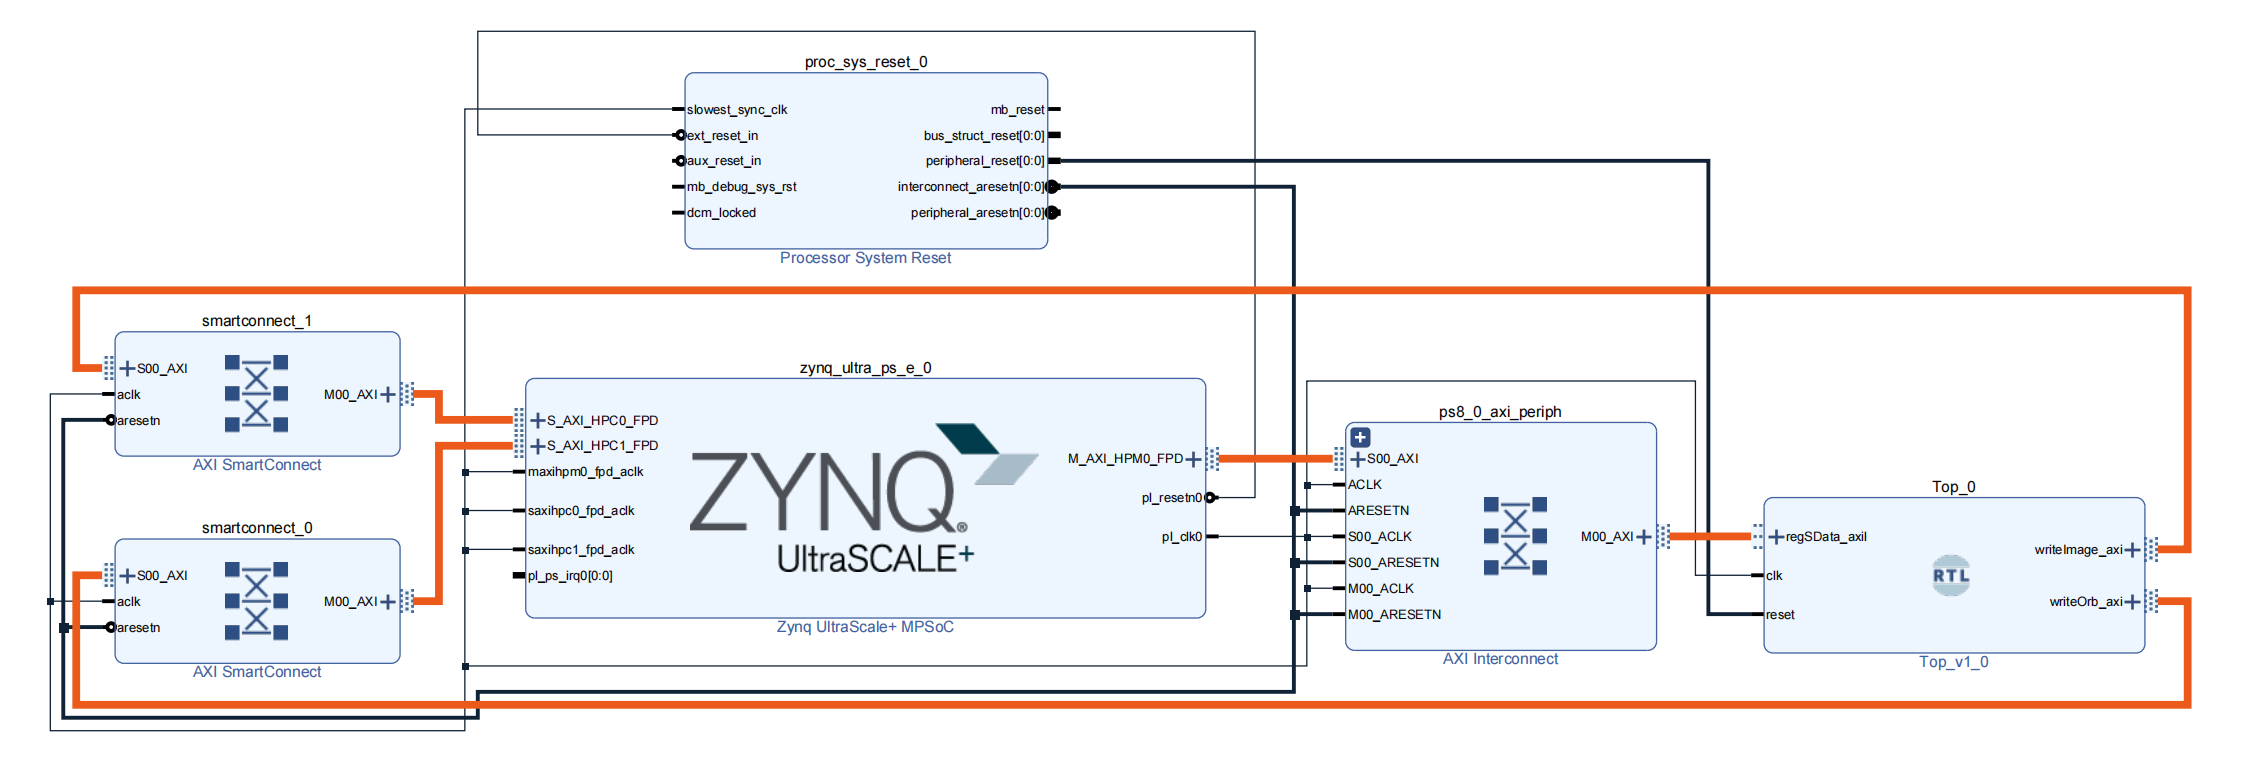 proc_sys_reset_0
slowest_sync_clk
ext_reset_in
aux_reset_in
mb_debug_sys_rst
dcm_locked
mb_reset
bus_struct_reset[0:0]
peripheral_reset[0:0]
interconnect_aresetn[0:0]
peripheral_aresetn[0:0]
Processor System Reset
smartconnect_1
S00_AXI
aclk
aresetn
M00_AXI
AXI SmartConnect
smartconnect_0
S00_AXI
aclk
aresetn
M00_AXI
AXI SmartConnect
zynq_ultra_ps_e_0
S_AXI_HPC0_FPD
S_AXI_HPC1_FPD
maxihpm0_fpd_aclk
saxihpc0_fpd_aclk
saxihpc1_fpd_aclk
pl_ps_irq0[0:0]
ZYNQ®
UltraSCALE+
M_AXI_HPM0_FPD
pl_resetn0
pl_clk0
Zynq UltraScale+ MPSoC
ps8_0_axi_periph
S00_AXI
ACLK
ARESETN
S00_ACLK
S00_ARESETN
M00_ACLK
M00_ARESETN
M00_AXI
AXI Interconnect
Top_0
regSData_axil
clk
reset
RTL
writeImage_axi
writeOrb_axi
Top_v1_0